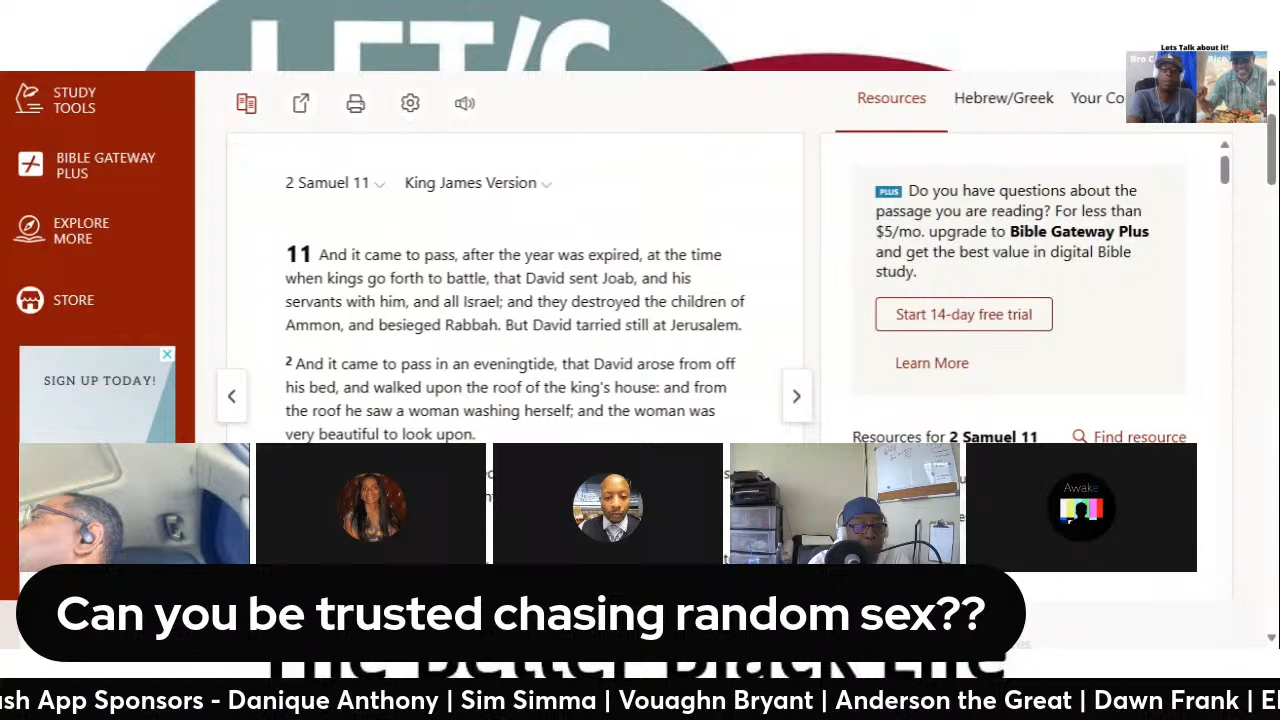 LET'S
Lets Talk about it!
Bro C
Rico
STUDY
TOOLS
BIBLE GATEWAY
PLUS
EXPLORE
MORE
STORE
SIGN UP TODAY!
Resources
Hebrew/Greek
Your Co
2 Samuel 11
King James Version
11 And it came to pass, after the year was expired, at the time
when kings go forth to battle, that David sent Joab, and his
servants with him, and all Israel; and they destroyed the children of
Ammon, and besieged Rabbah. But David tarried still at Jerusalem.
2 And it came to pass in an eveningtide, that David arose from off
his bed, and walked upon the roof of the king's house: and from
the roof he saw a woman washing herself; and the woman was
very beautiful to look upon.
PLUS Do you have questions about the
passage you are reading? For less than
$5/mo. upgrade to Bible Gateway Plus
and get the best value in digital Bible
study.
Start 14-day free trial
Learn More
Resources for 2 Samuel 11
Find resource
Awake
Can you be trusted chasing random sex??
The Better Black Life
ash App Sponsors - Danique Anthony | Sim Simma | Vouaghn Bryant | Anderson the Great | Dawn Frank | El